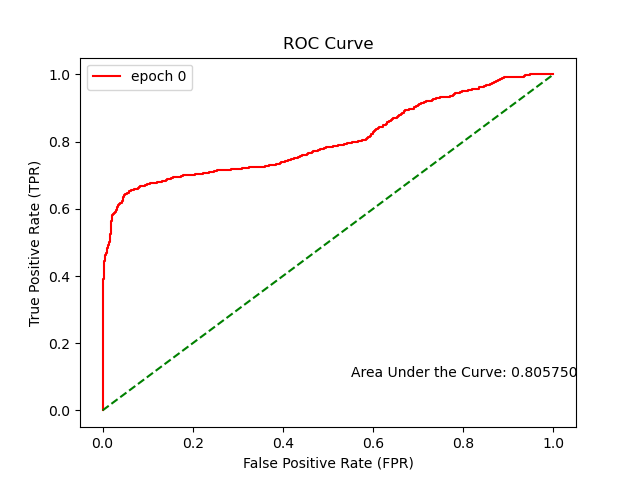 ROC Curve
epoch 0
True Positive Rate (TPR)
1.0
0.8
0.6
0.4
0.2
0.0
Area Under the Curve: 0.805750
0.0 0.2 0.4 0.6 0.8 1.0
False Positive Rate (FPR)